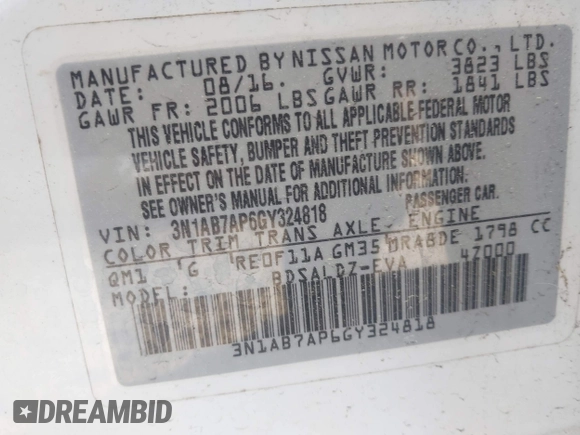 MANUFACTURED BY NISSAN MOTOR CO., LTD.
DATE: 08/16. GVWR: 3823 LBS
GAWR FR: 2006 LBS GAWR RR: 1841 LBS
THIS VEHICLE CONFORMS TO ALL APPLICABLE FEDERAL MOTOR
VEHICLE SAFETY, BUMPER AND THEFT PREVENTION STANDARDS
IN EFFECT ON THE DATE OF MANUFACTURE SHOWN ABOVE.
SEE OWNER'S MANUAL FOR ADDITIONAL INFORMATION.
VIN: 3N1AB7AP6GY324818 PASSENGER CAR.
COLOR TRIM TRANS AXLE ENGINE
QM1 G RE0F11A GM35 MRA8DE 1798 CC
MODEL: BDSALDZ-EVA 47000
3N1AB7AP6GY324818
DREAMBID